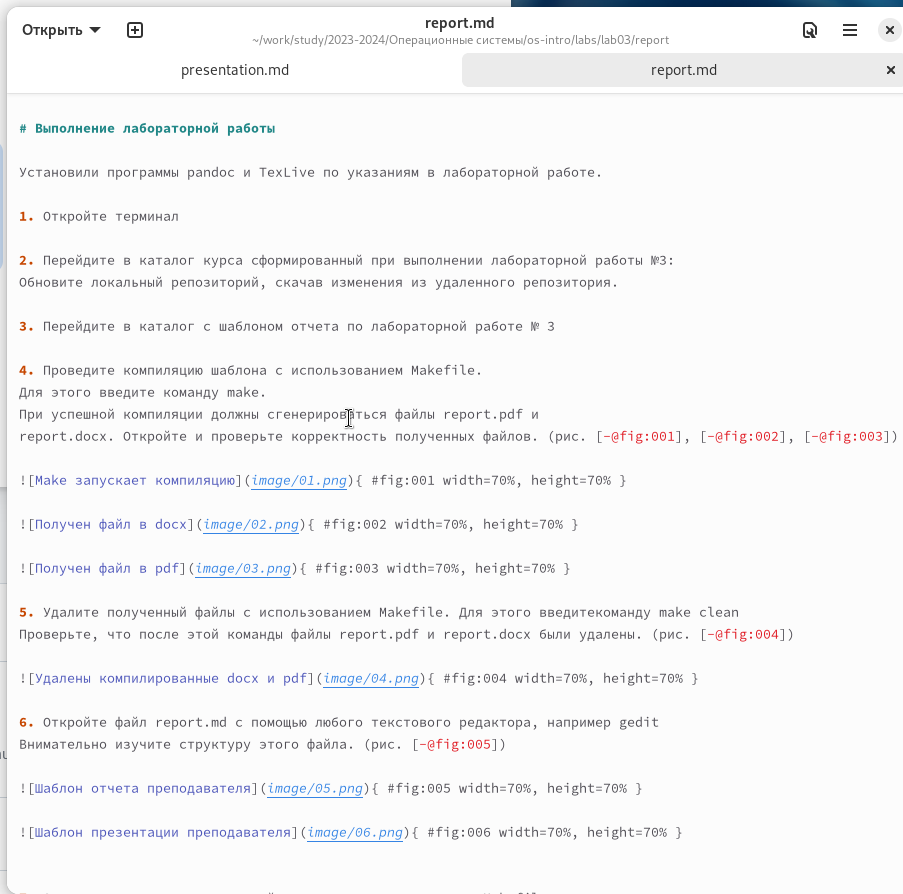 Открыть
report.md
~/work/study/2023-2024/Операционные системы/os-intro/labs/lab03/report
presentation.md
report.md
# Выполнение лабораторной работы
Установили программы pandoc и TexLive по указаниям в лабораторной работе.
1. Откройте терминал
2. Перейдите в каталог курса сформированный при выполнении лабораторной работы №3:
Обновите локальный репозиторий, скачав изменения из удаленного репозитория.
3. Перейдите в каталог с шаблоном отчета по лабораторной работе № 3
4. Проведите компиляцию шаблона с использованием Makefile.
Для этого введите команду make.
При успешной компиляции должны сгенерироваться файлы report.pdf и
report.docx. Откройте и проверьте корректность полученных файлов. (рис. [-@fig:001], [-@fig:002], [-@fig:003])
![Make запускает компиляцию](image/01.png){ #fig:001 width=70%, height=70% }
![Получен файл в docx](image/02.png){ #fig:002 width=70%, height=70% }
![Получен файл в pdf](image/03.png){ #fig:003 width=70%, height=70% }
5. Удалите полученный файлы с использованием Makefile. Для этого введитекоманду make clean
Проверьте, что после этой команды файлы report.pdf и report.docx были удалены. (рис. [-@fig:004])
![Удалены компилированные docx и pdf](image/04.png){ #fig:004 width=70%, height=70% }
6. Откройте файл report.md c помощью любого текстового редактора, например gedit
Внимательно изучите структуру этого файла. (рис. [-@fig:005])
![Шаблон отчета преподавателя](image/05.png){ #fig:005 width=70%, height=70% }
![Шаблон презентации преподавателя](image/06.png){ #fig:006 width=70%, height=70% }